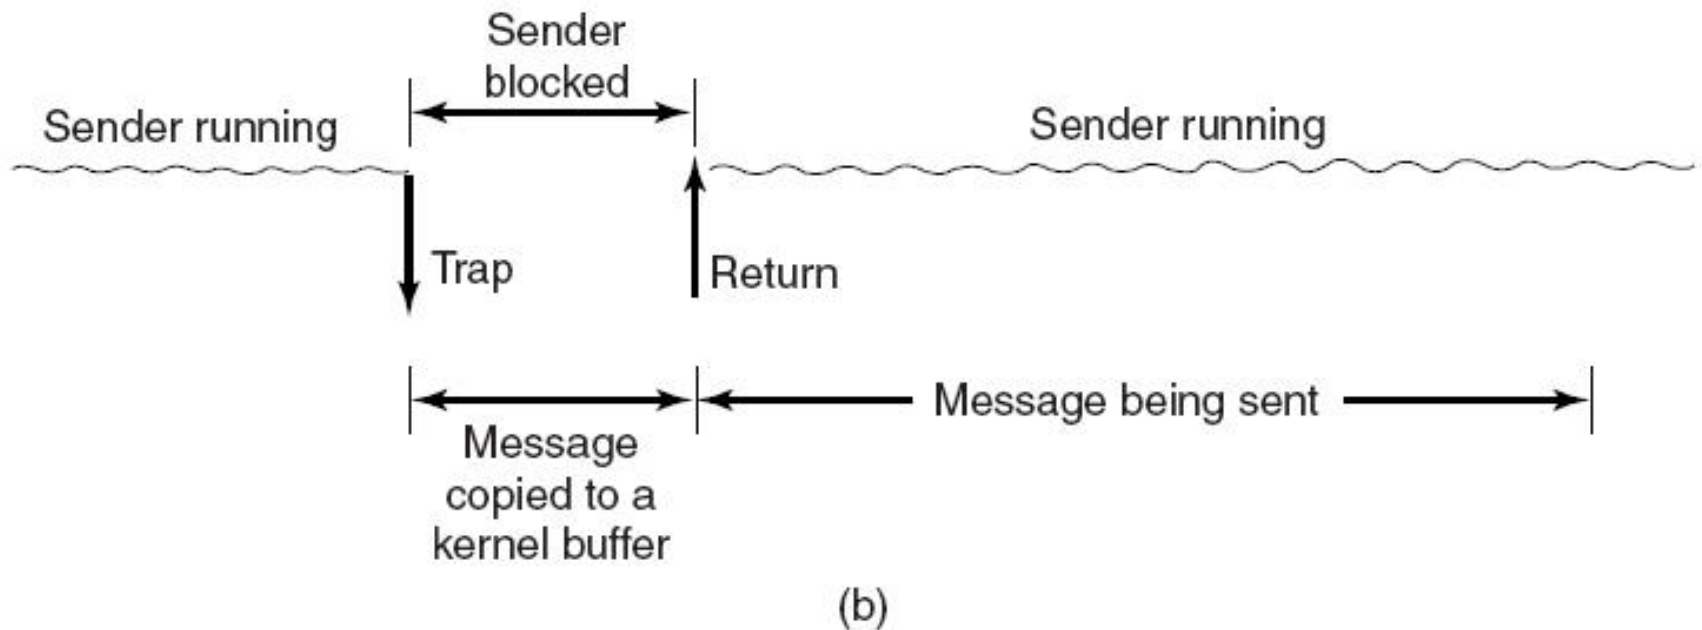 Sender
blocked
Sender running
Sender running
Trap
Return
Message being sent
Message
copied to a
kernel buffer
(b)